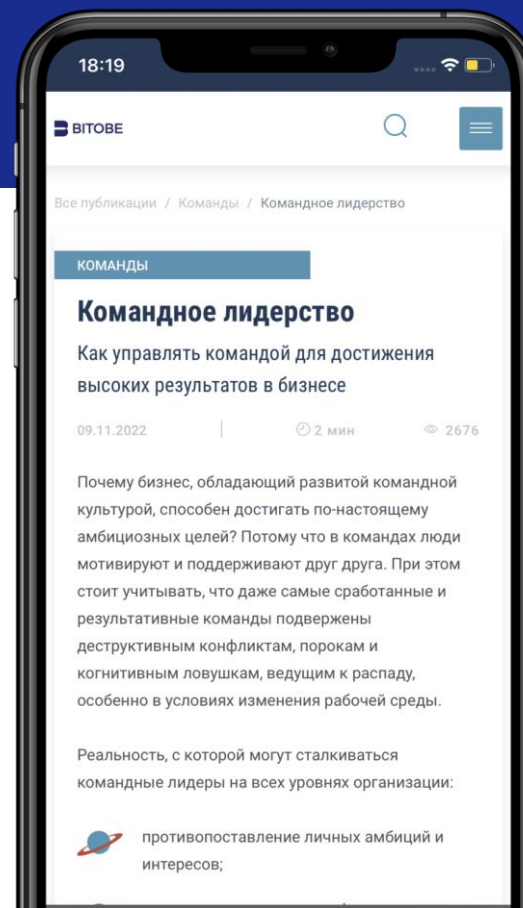 18:19
BITOBE
Все публикации / Команды / Командное лидерство
КОМАНДЫ
Командное лидерство
Как управлять командой для достижения
высоких результатов в бизнесе
09.11.2022 | 2 мин 2676
Почему бизнес, обладающий развитой командной
культурой, способен достигать по-настоящему
амбициозных целей? Потому что в командах люди
мотивируют и поддерживают друг друга. При этом
стоит учитывать, что даже самые сработанные и
результативные команды подвержены
деструктивным конфликтам, порокам и
когнитивным ловушкам, ведущим к распаду,
особенно в условиях изменения рабочей среды.
Реальность, с которой могут сталкиваться
командные лидеры на всех уровнях организации:
противопоставление личных амбиций и
интересов;